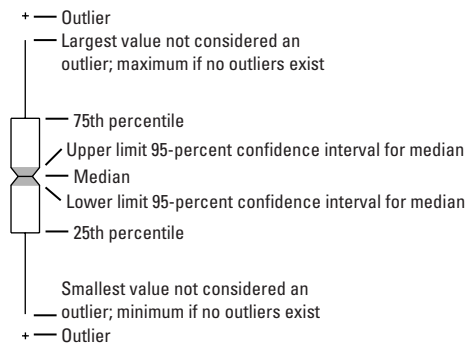 Outlier
Largest value not considered an
outlier; maximum if no outliers exist
75th percentile
Upper limit 95-percent confidence interval for median
Median
Lower limit 95-percent confidence interval for median
25th percentile
Smallest value not considered an
outlier; minimum if no outliers exist
Outlier